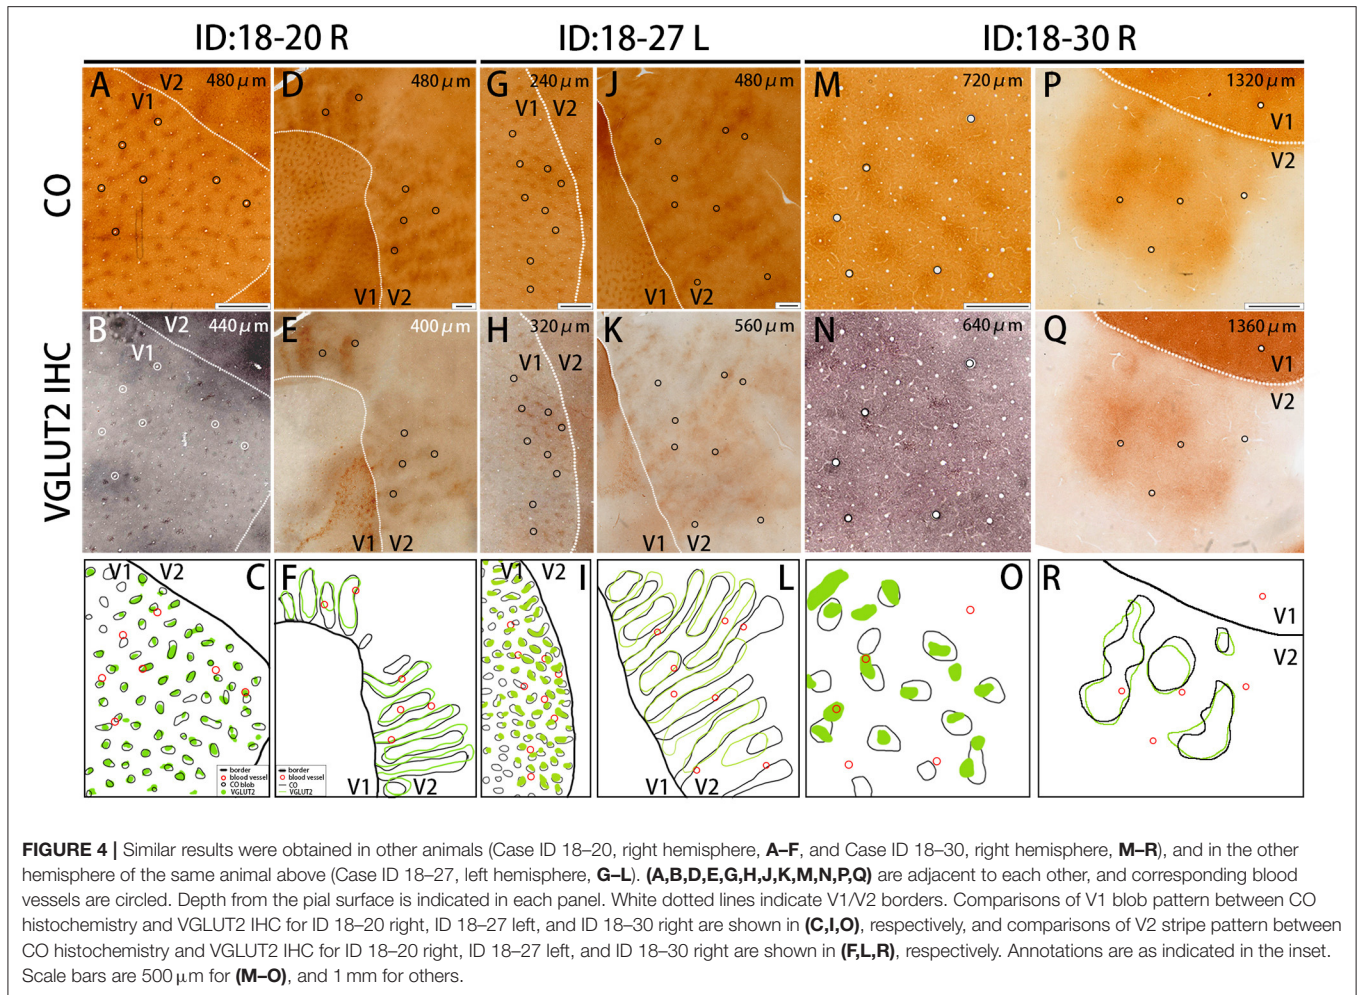 ID:18-20 R
ID:18-27 L
ID:18-30 R
CO
A
V2
V1
480 μm
D
480 μm
V1
V2
G
240 μm
V1
V2
J
480 μm
V1
V2
M
720 μm
P
1320 μm
V1
V2
VGLUT2 IHC
B
V2
V1
440 μm
E
400 μm
V1
V2
H
320 μm
V1
V2
K
560 μm
V1
V2
N
640 μm
Q
1360 μm
V1
V2
V1
V2
C
border
blood vessel
CO blob
VGLUT2
F
border
blood vessel
CO
VGLUT2
V1
V2
V1
V2
I
L
V1
V2
O
R
V1
V2
FIGURE 4 | Similar results were obtained in other animals (Case ID 18–20, right hemisphere, A–F, and Case ID 18–30, right hemisphere, M–R), and in the other
hemisphere of the same animal above (Case ID 18–27, left hemisphere, G–L). (A,B,D,E,G,H,J,K,M,N,P,Q) are adjacent to each other, and corresponding blood
vessels are circled. Depth from the pial surface is indicated in each panel. White dotted lines indicate V1/V2 borders. Comparisons of V1 blob pattern between CO
histochemistry and VGLUT2 IHC for ID 18–20 right, ID 18–27 left, and ID 18–30 right are shown in (C,I,O), respectively, and comparisons of V2 stripe pattern between
CO histochemistry and VGLUT2 IHC for ID 18–20 right, ID 18–27 left, and ID 18–30 right are shown in (F,L,R), respectively. Annotations are as indicated in the inset.
Scale bars are 500 μm for (M–O), and 1 mm for others.